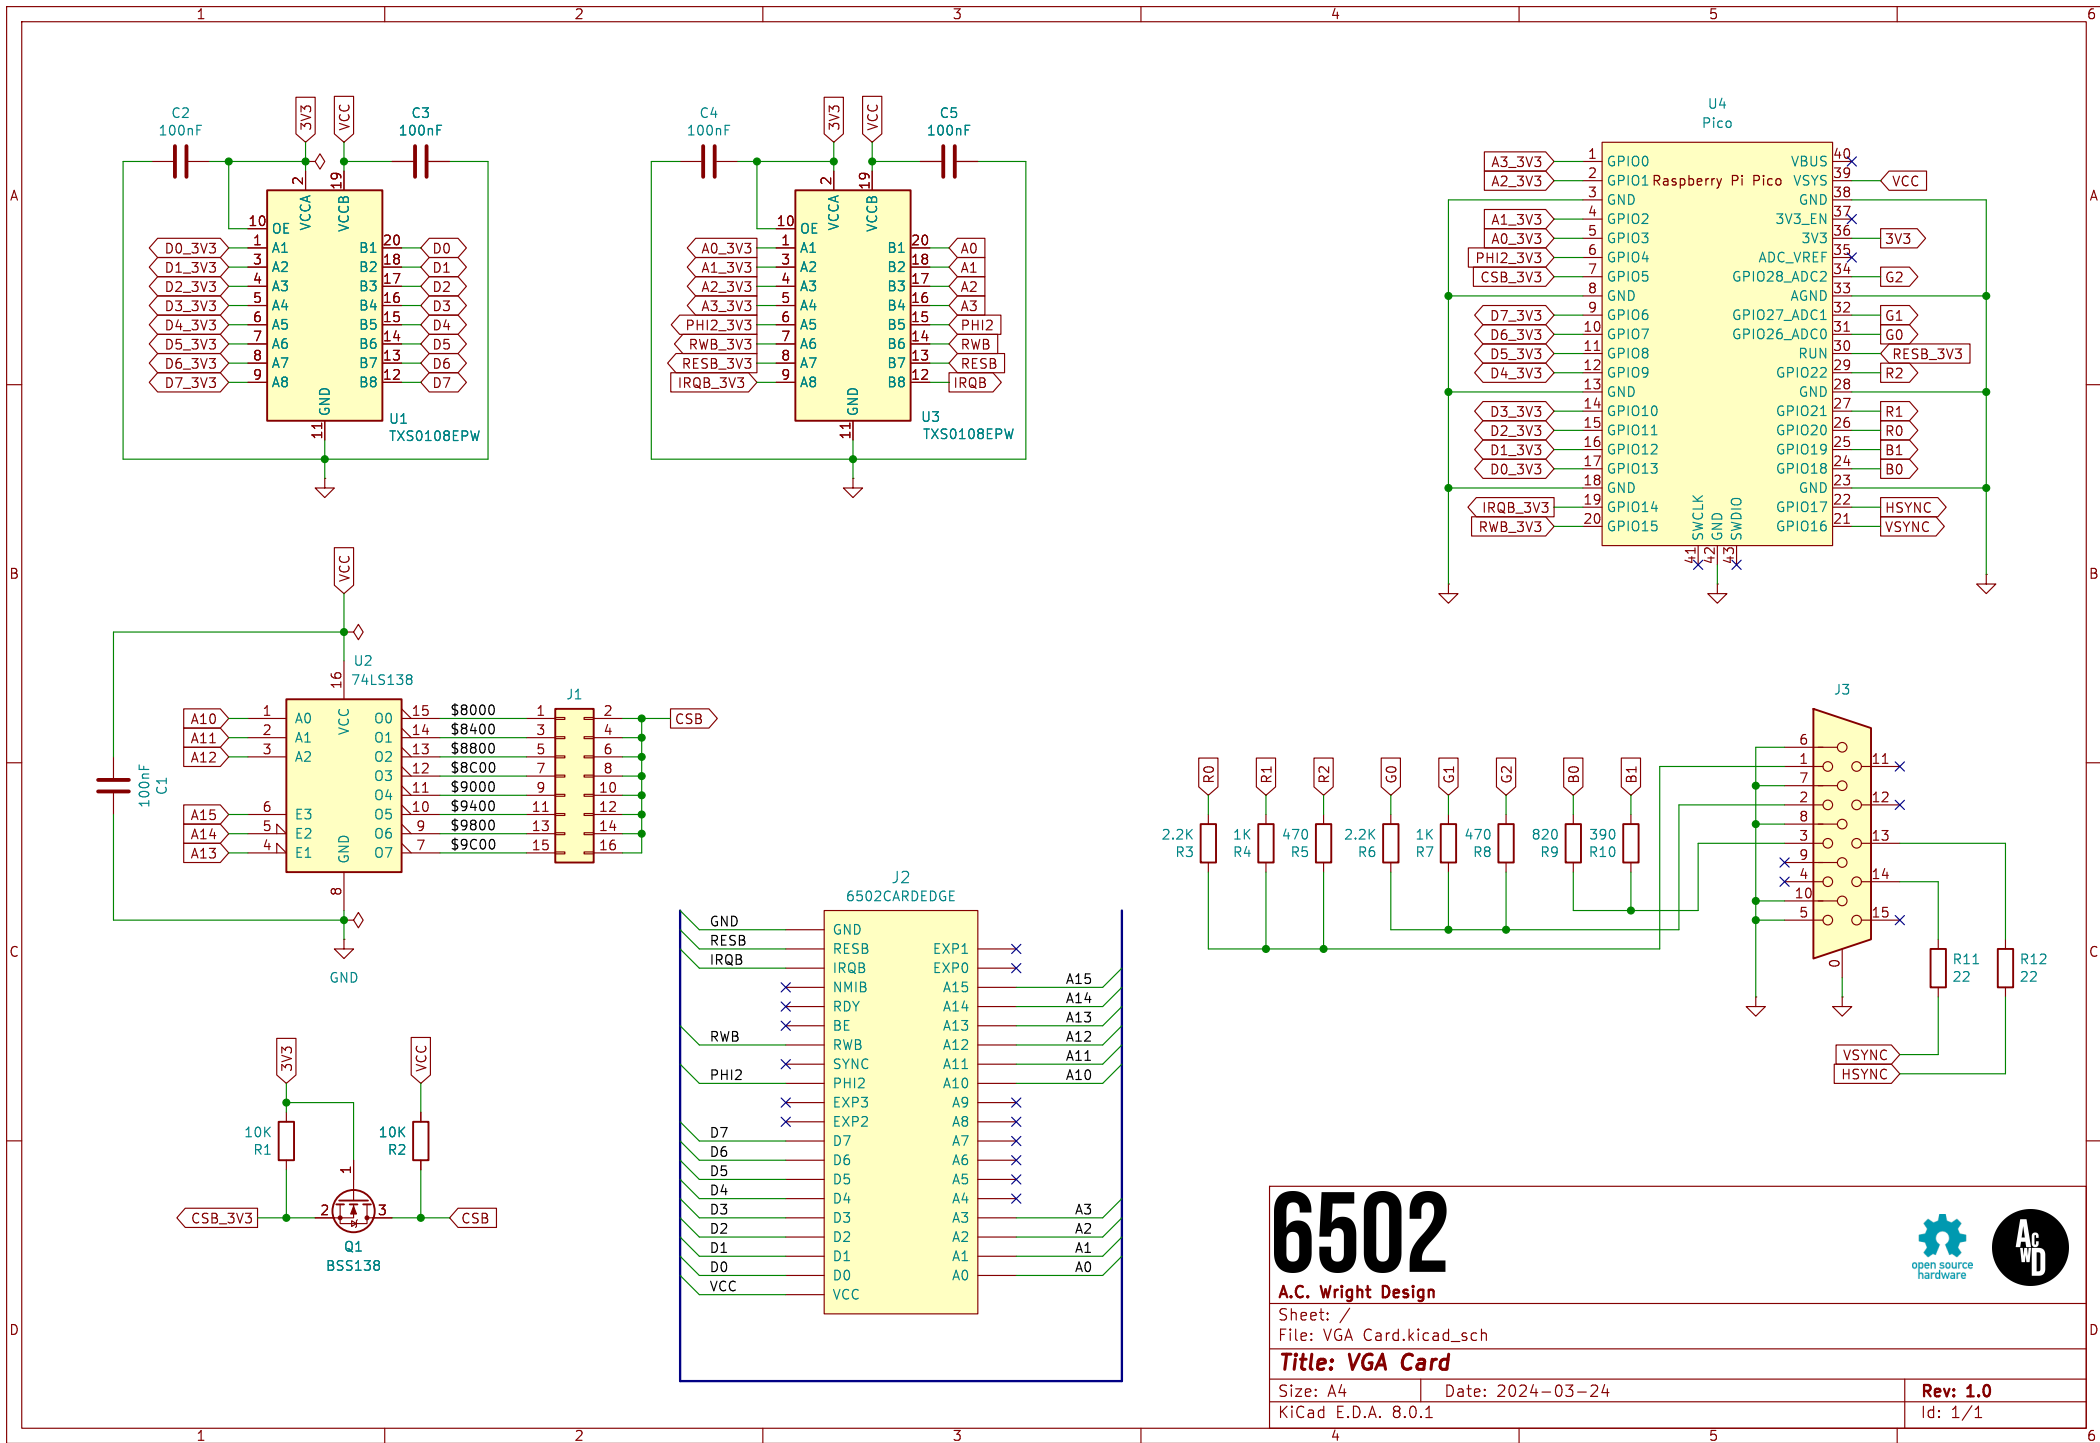 1 2 3 4 5 6
A
B
C
D
C2
100nF
3V3
VCC
C3
100nF
2
19
VCCA
VCCB
10 OE
D0_3V3 1 A1 B1 20 D0
D1_3V3 3 A2 B2 18 D1
D2_3V3 4 A3 B3 17 D2
D3_3V3 5 A4 B4 16 D3
D4_3V3 6 A5 B5 15 D4
D5_3V3 7 A6 B6 14 D5
D6_3V3 8 A7 B7 13 D6
D7_3V3 9 A8 B8 12 D7
GND
11
U1
TXS0108EPW
C4
100nF
3V3
VCC
C5
100nF
2
19
VCCA
VCCB
10 OE
A0_3V3 1 A1 B1 20 A0
A1_3V3 3 A2 B2 18 A1
A2_3V3 4 A3 B3 17 A2
A3_3V3 5 A4 B4 16 A3
PHI2_3V3 6 A5 B5 15 PHI2
RWB_3V3 7 A6 B6 14 RWB
RESB_3V3 8 A7 B7 13 RESB
IRQB_3V3 9 A8 B8 12 IRQB
GND
11
U3
TXS0108EPW
U4
Pico
Raspberry Pi Pico
A3_3V3 1 GPIO0 VBUS 40
A2_3V3 2 GPIO1 VSYS 39 VCC
3 GND GND 38
A1_3V3 4 GPIO2 3V3_EN 37
A0_3V3 5 GPIO3 3V3 36 3V3
PHI2_3V3 6 GPIO4 ADC_VREF 35
CSB_3V3 7 GPIO5 GPIO28_ADC2 34 G2
8 GND AGND 33
D7_3V3 9 GPIO6 GPIO27_ADC1 32 G1
D6_3V3 10 GPIO7 GPIO26_ADC0 31 G0
D5_3V3 11 GPIO8 RUN 30 RESB_3V3
D4_3V3 12 GPIO9 GPIO22 29 R2
13 GND GND 28
D3_3V3 14 GPIO10 GPIO21 27 R1
D2_3V3 15 GPIO11 GPIO20 26 R0
D1_3V3 16 GPIO12 GPIO19 25 B1
D0_3V3 17 GPIO13 GPIO18 24 B0
18 GND GND 23
IRQB_3V3 19 GPIO14 GPIO17 22 HSYNC
RWB_3V3 20 GPIO15 GPIO16 21 VSYNC
SWCLK GND SWDIO
41 42 43
VCC
U2
74LS138
16
VCC
100nF
C1
A10 1 A0 O0 15 $8000
A11 2 A1 O1 14 $8400
A12 3 A2 O2 13 $8800
O3 12 $8C00
O4 11 $9000
A15 6 E3 O5 10 $9400
A14 5 E2 O6 9 $9800
A13 4 E1 O7 7 $9C00
GND
8
GND
J1
1 2 CSB
3 4
5 6
7 8
9 10
11 12
13 14
15 16
3V3
VCC
10K
R1
10K
R2
1
CSB_3V3 2 3 CSB
Q1
BSS138
J2
6502CARDEDGE
GND GND
RESB RESB EXP1
IRQB IRQB EXP0
NMIB A15 A15
RDY A14 A14
BE A13 A13
RWB RWB A12 A12
SYNC A11 A11
PHI2 PHI2 A10 A10
EXP3 A9
EXP2 A8
D7 D7 A7
D6 D6 A6
D5 D5 A5
D4 D4 A4
D3 D3 A3 A3
D2 D2 A2 A2
D1 D1 A1 A1
D0 D0 A0 A0
VCC VCC
R0 R1 R2 G0 G1 G2 B0 B1
2.2K 1K 470 2.2K 1K 470 820 390
R3 R4 R5 R6 R7 R8 R9 R10
J3
6
1 11
7
2 12
8
3 13
9
4 14
10
5 15
0
R11
22
R12
22
VSYNC
HSYNC
6502
A.C. Wright Design
open source
hardware
ACWD
Sheet: /
File: VGA Card.kicad_sch
Title: VGA Card
Size: A4 Date: 2024-03-24 Rev: 1.0
KiCad E.D.A. 8.0.1 Id: 1/1
A
B
C
D
1 2 3 4 5 6